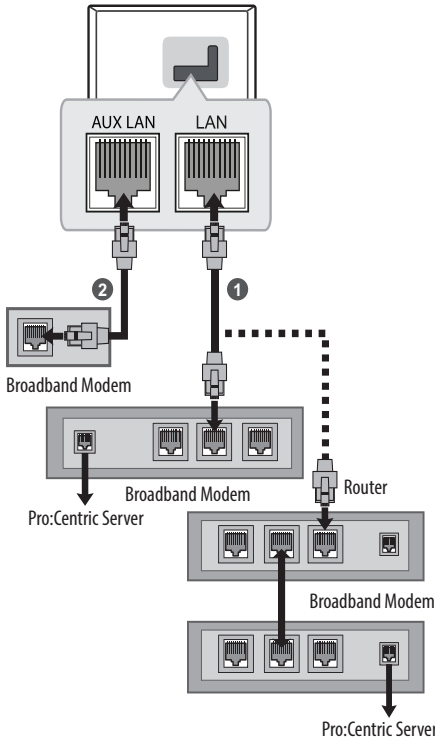 AUX LAN
LAN
2
1
Broadband Modem
Broadband Modem
Pro:Centric Server
Router
Broadband Modem
Pro:Centric Server